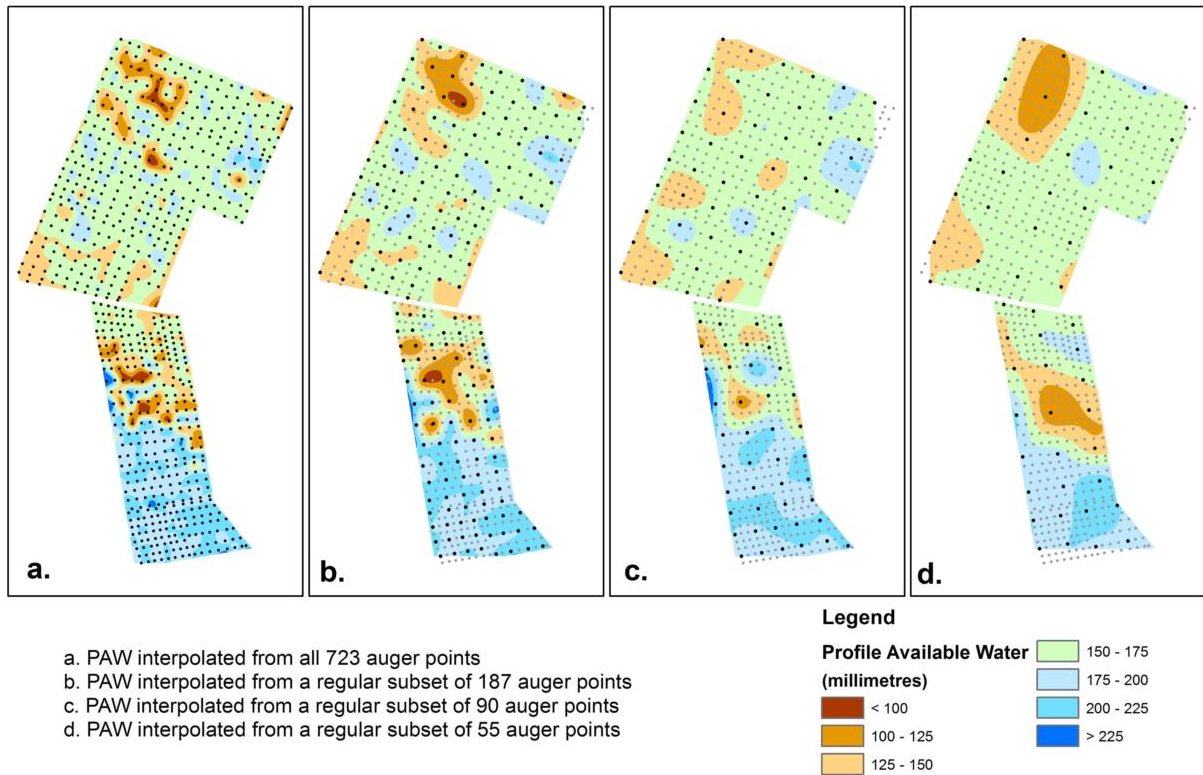 a.
b.
c.
d.
a. PAW interpolated from all 723 auger points
b. PAW interpolated from a regular subset of 187 auger points
c. PAW interpolated from a regular subset of 90 auger points
d. PAW interpolated from a regular subset of 55 auger points
Legend
Profile Available Water
(millimetres)
< 100
100 - 125
125 - 150
150 - 175
175 - 200
200 - 225
> 225